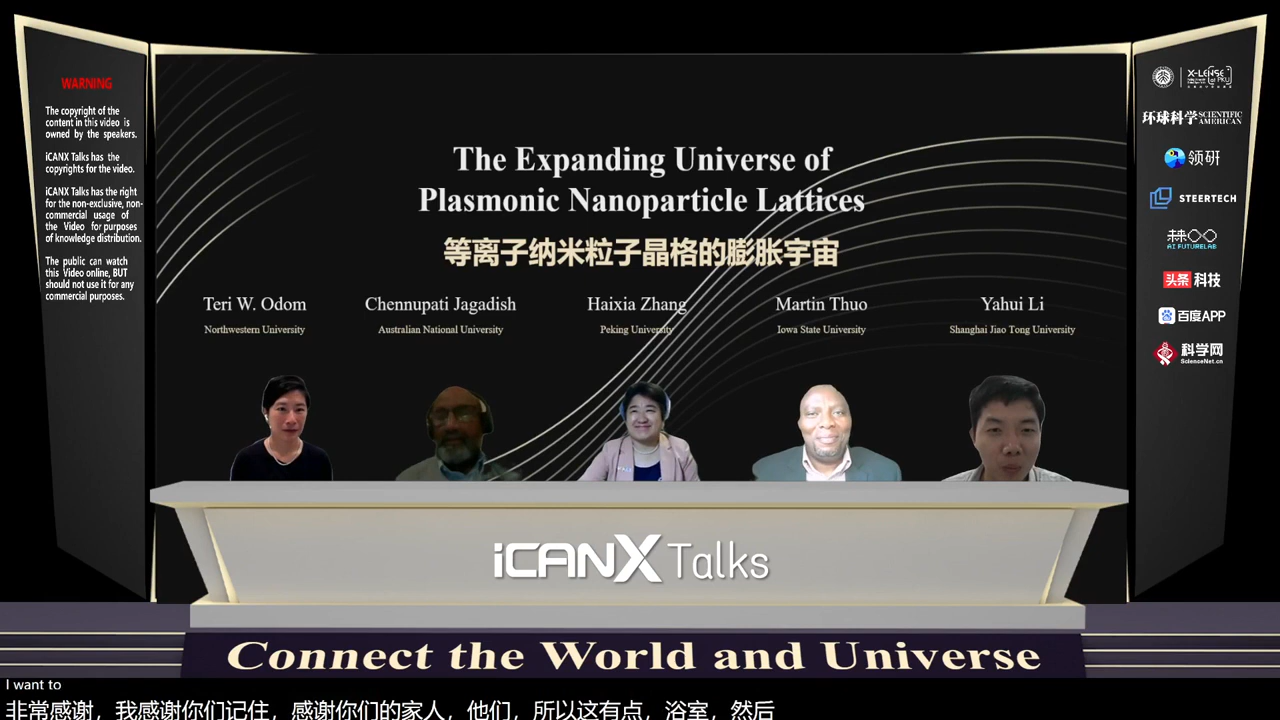 WARNING
The copyright of the
content in this video is
owned by the speakers.
iCANX Talks has the
copyrights for the video.
iCANX Talks has the right
for the non-exclusive, non-
commercial usage of
the Video for purposes
of knowledge distribution.
The public can watch
this Video online, BUT
should not use it for any
commercial purposes.
The Expanding Universe of
Plasmonic Nanoparticle Lattices
等离子纳米粒子晶格的膨胀宇宙
Teri W. Odom
Northwestern University
Chennupati Jagadish
Australian National University
Haixia Zhang
Peking University
Martin Thuo
Iowa State University
Yahui Li
Shanghai Jiao Tong University
X-LENSE
at PKU
环球科学 SCIENTIFIC AMERICAN
领研
STEERTECH
AI FUTURELAB
头条 科技
百度APP
科学网
ScienceNet.cn
iCANX Talks
Connect the World and Universe
I want to
非常感谢，我感谢你们记住，感谢你们的家人，他们，所以这有点，浴室，然后